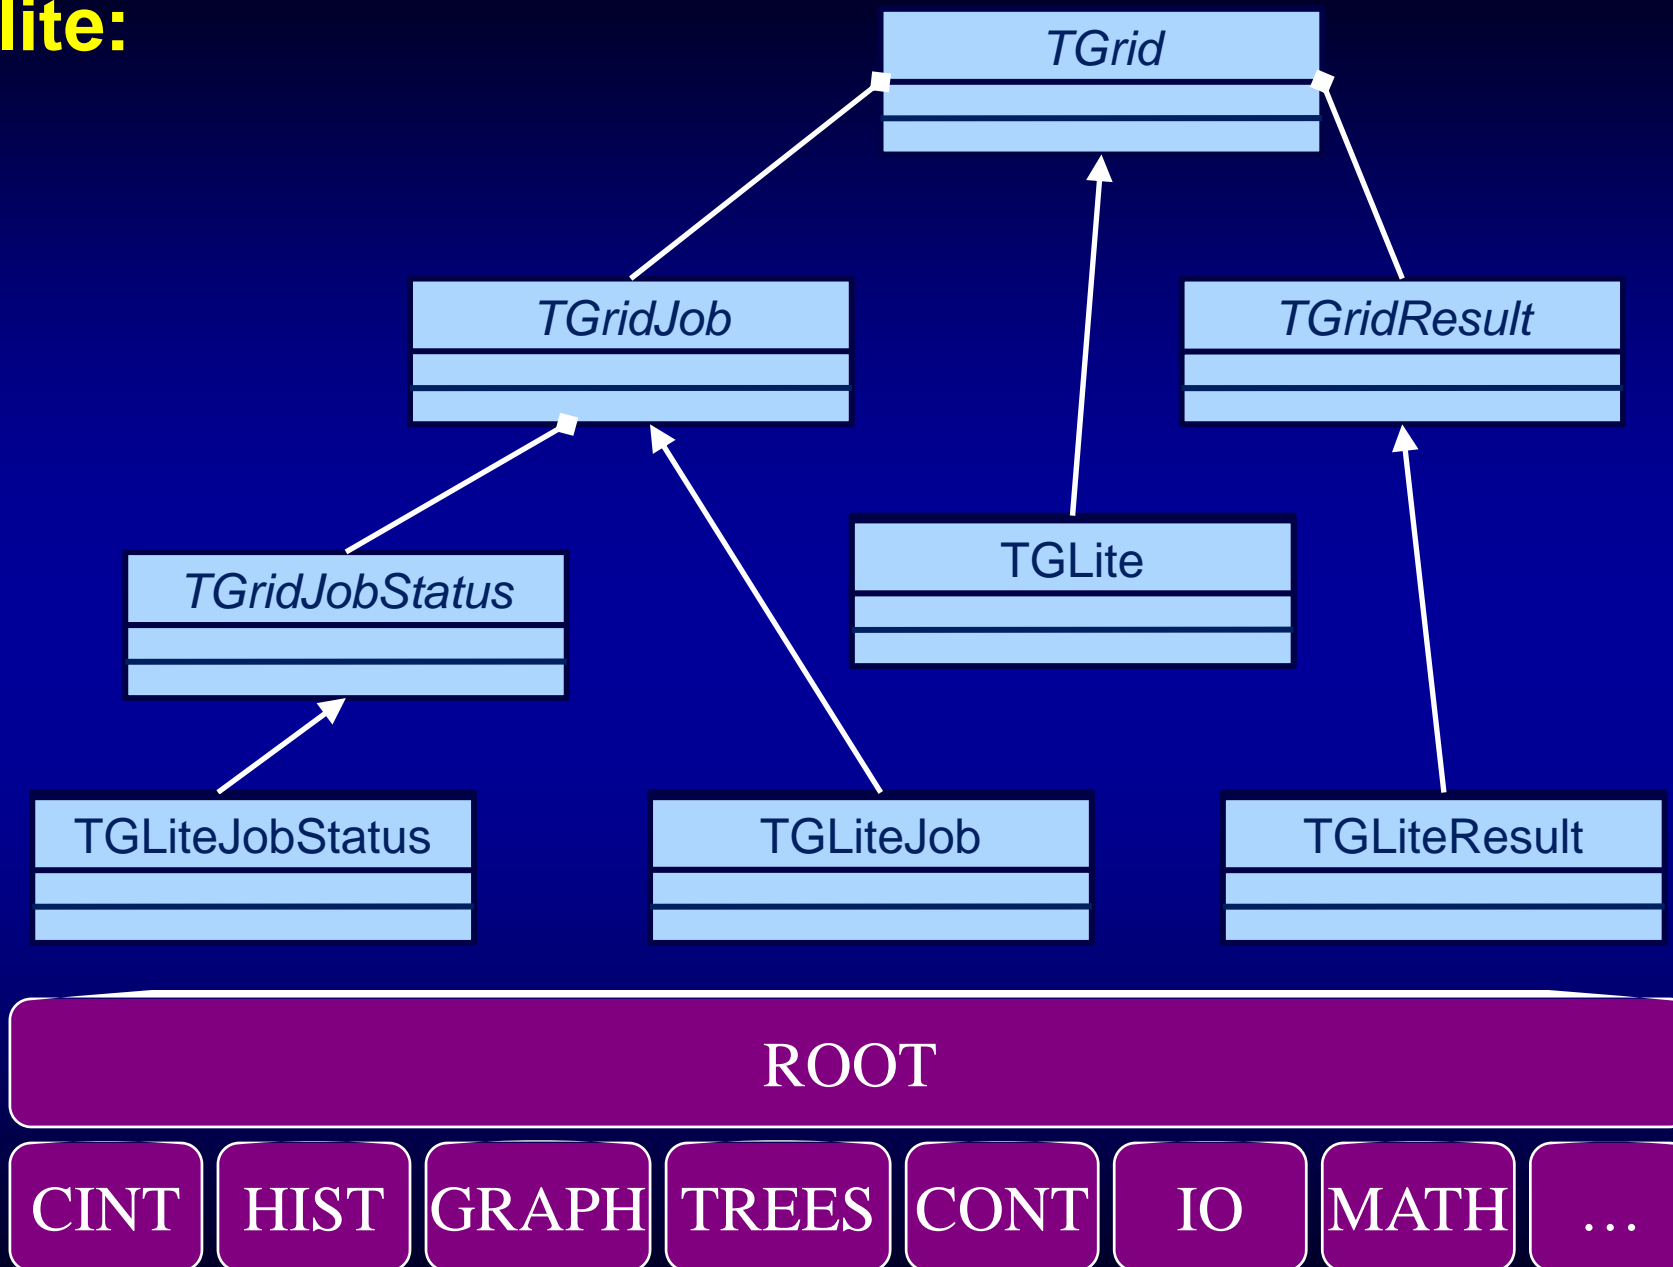 lite:
TGrid
TGridJob
TGridResult
TGLite
TGridJobStatus
TGLiteJobStatus
TGLiteJob
TGLiteResult
ROOT
CINT HIST GRAPH TREES CONT IO MATH …